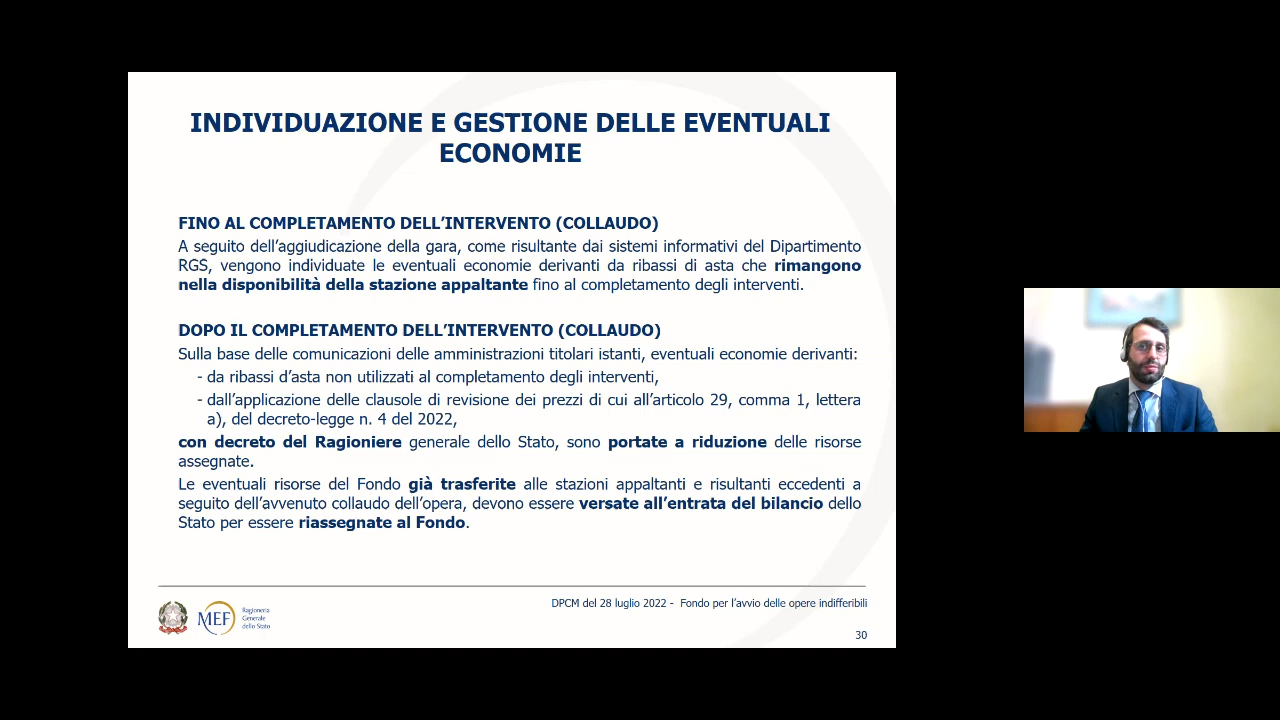 INDIVIDUAZIONE E GESTIONE DELLE EVENTUALI
ECONOMIE
FINO AL COMPLETAMENTO DELL'INTERVENTO (COLLAUDO)
A seguito dell'aggiudicazione della gara, come risultante dai sistemi informativi del Dipartimento
RGS, vengono individuate le eventuali economie derivanti da ribassi di asta che rimangono
nella disponibilità della stazione appaltante fino al completamento degli interventi.
DOPO IL COMPLETAMENTO DELL'INTERVENTO (COLLAUDO)
Sulla base delle comunicazioni delle amministrazioni titolari istanti, eventuali economie derivanti:
- da ribassi d'asta non utilizzati al completamento degli interventi,
- dall'applicazione delle clausole di revisione dei prezzi di cui all'articolo 29, comma 1, lettera
a), del decreto-legge n. 4 del 2022,
con decreto del Ragioniere generale dello Stato, sono portate a riduzione delle risorse
assegnate.
Le eventuali risorse del Fondo già trasferite alle stazioni appaltanti e risultanti eccedenti a
seguito dell'avvenuto collaudo dell'opera, devono essere versate all'entrata del bilancio dello
Stato per essere riassegnate al Fondo.
MEF
Ragioneria
Generale
dello Stato
DPCM del 28 luglio 2022 - Fondo per l'avvio delle opere indifferibili
30